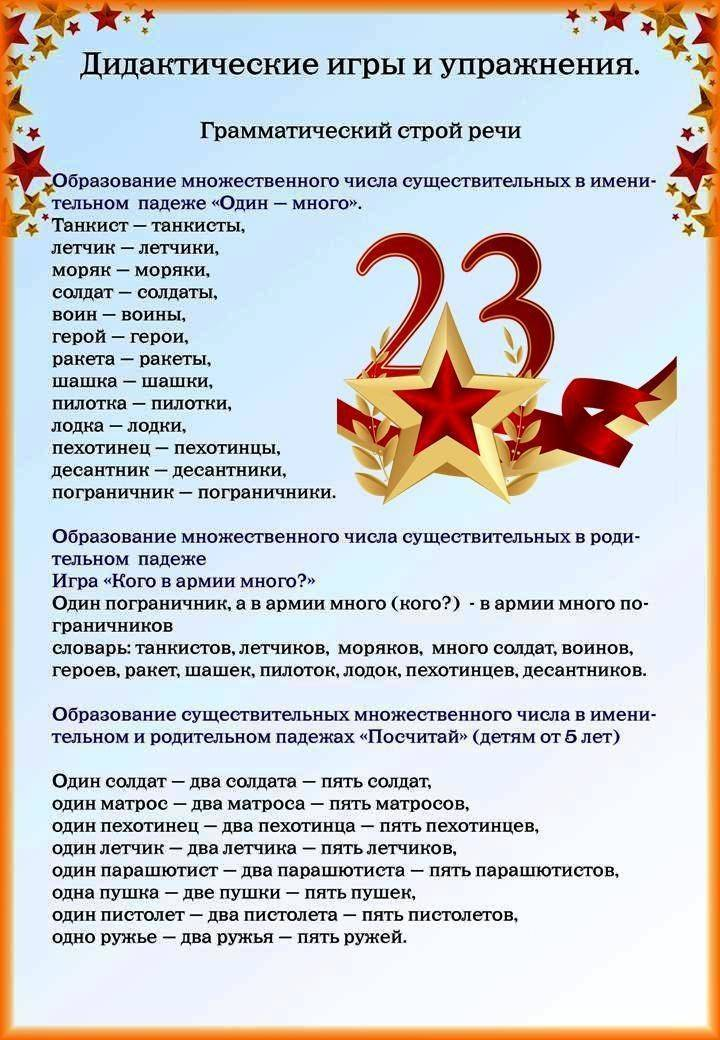 Дидактические игры и упражнения.
Грамматический строй речи
Образование множественного числа существительных в имени-
тельном падеже «Один – много».
Танкист – танкисты,
летчик – летчики,
моряк – моряки,
солдат – солдаты,
воин – воины,
герой – герои,
ракета – ракеты,
шашка – шашки,
пилотка – пилотки,
лодка – лодки,
пехотинец – пехотинцы,
десантник – десантники,
пограничник – пограничники.
23
Образование множественного числа существительных в роди-
тельном падеже
Игра «Кого в армии много?»
Один пограничник, а в армии много (кого?) - в армии много по-
граничников
словарь: танкистов, летчиков, моряков, много солдат, воинов,
героев, ракет, шашек, пилоток, лодок, пехотинцев, десантников.
Образование существительных множественного числа в имени-
тельном и родительном падежах «Посчитай» (детям от 5 лет)
Один солдат – два солдата – пять солдат,
один матрос – два матроса – пять матросов,
один пехотинец – два пехотинца – пять пехотинцев,
один летчик – два летчика – пять летчиков,
один парашютист – два парашютиста – пять парашютистов,
одна пушка – две пушки – пять пушек,
один пистолет – два пистолета – пять пистолетов,
одно ружье – два ружья – пять ружей.